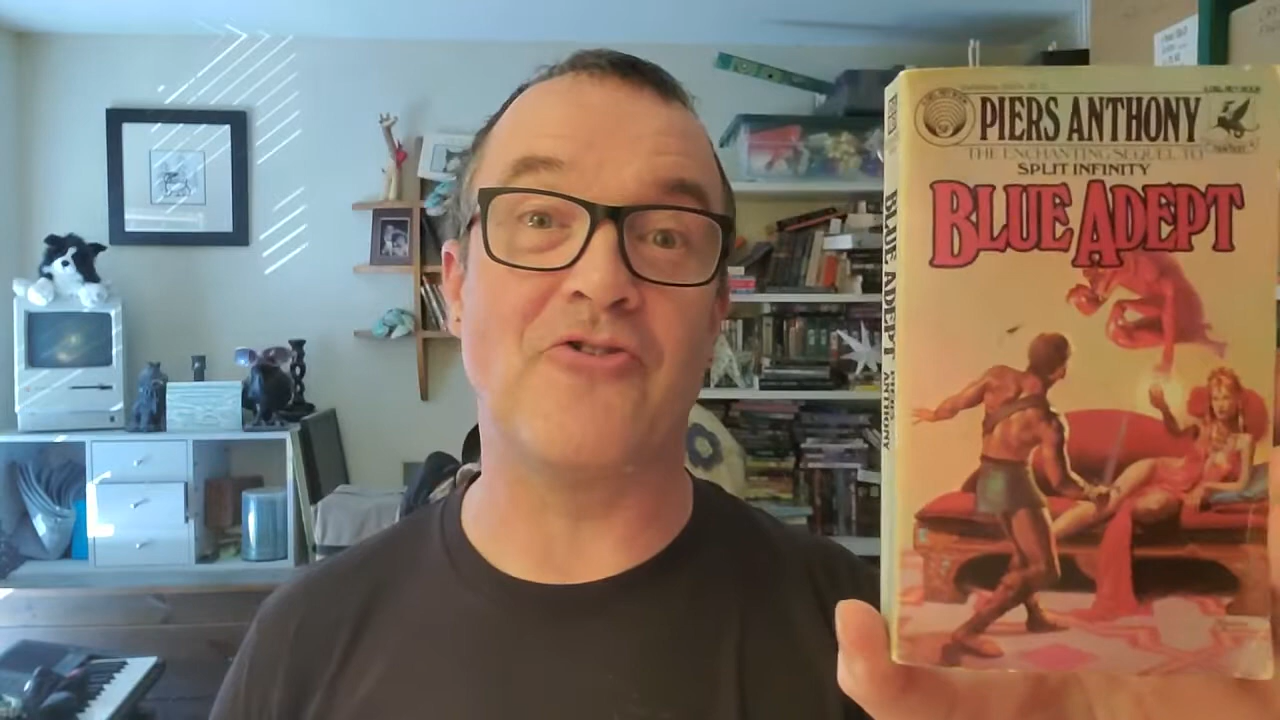 PIERS ANTHONY
THE ENCHANTING SEQUEL TO
SPLIT INFINITY
BLUE ADEPT
BLUE ADEPT PIERS ANTHONY